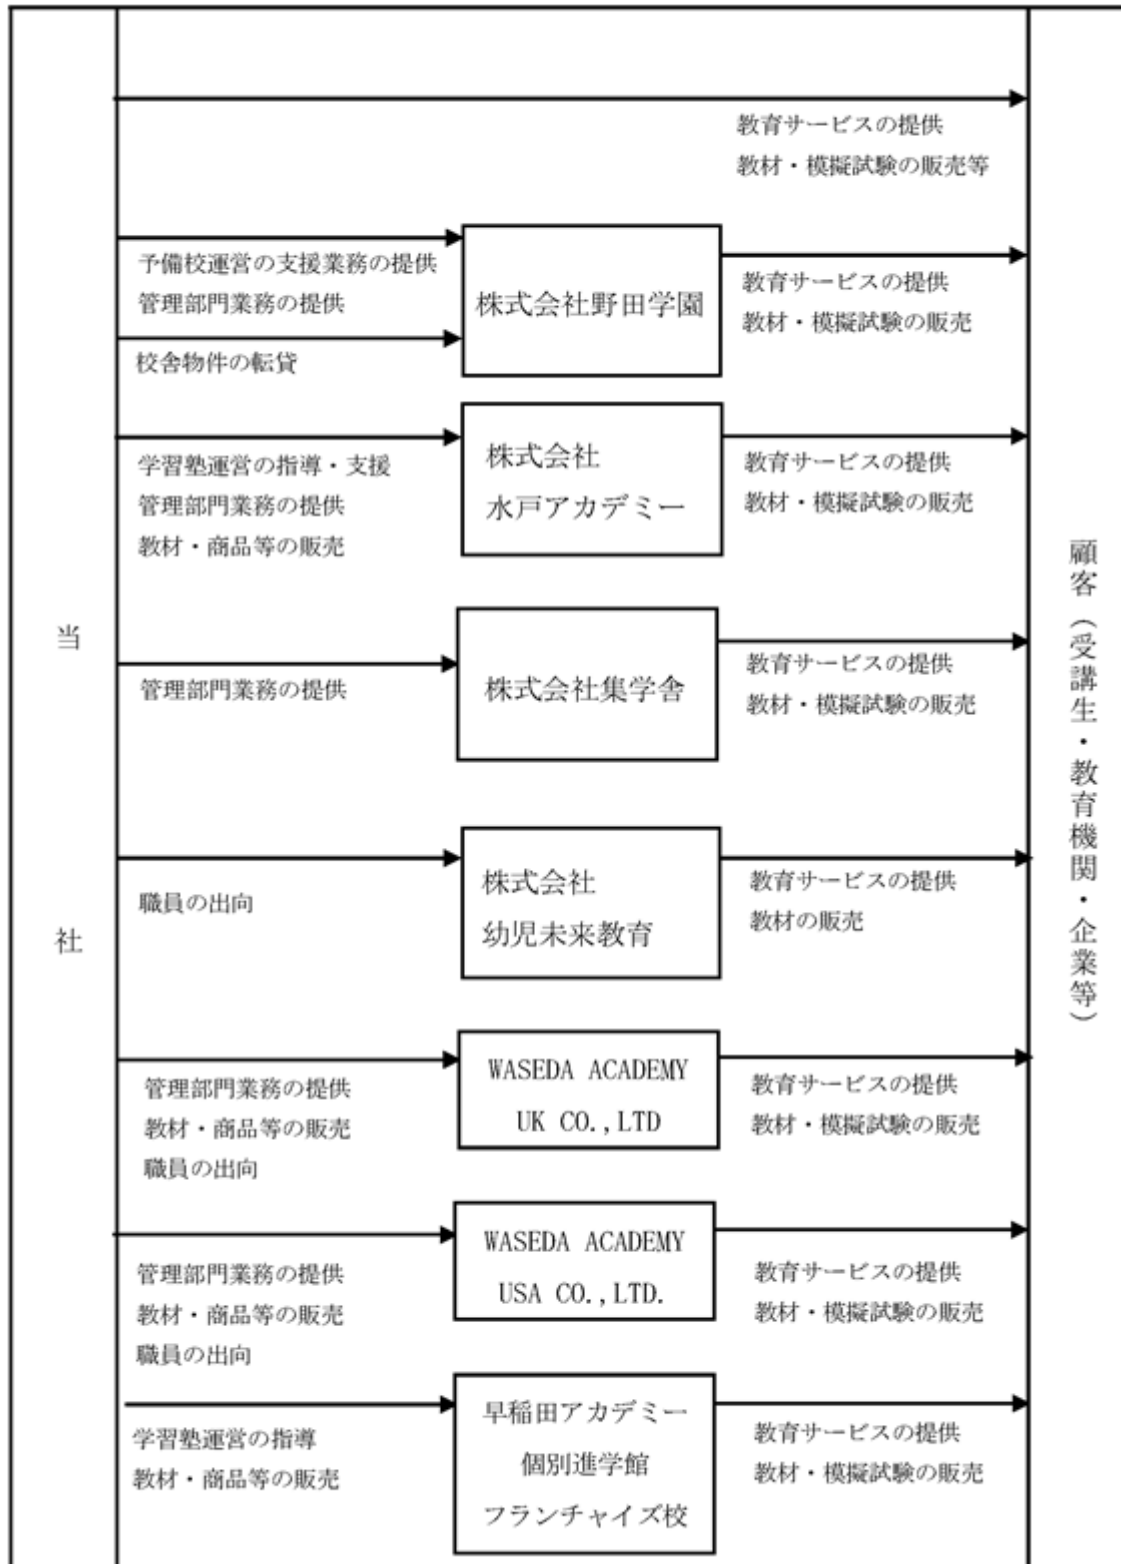 当社
教育サービスの提供
教材・模擬試験の販売等
予備校運営の支援業務の提供
管理部門業務の提供
校舎物件の転貸
株式会社野田学園
教育サービスの提供
教材・模擬試験の販売
学習塾運営の指導・支援
管理部門業務の提供
教材・商品等の販売
株式会社
水戸アカデミー
教育サービスの提供
教材・模擬試験の販売
管理部門業務の提供
株式会社集学舎
教育サービスの提供
教材・模擬試験の販売
職員の出向
株式会社
幼児未来教育
教育サービスの提供
教材の販売
管理部門業務の提供
教材・商品等の販売
職員の出向
WASEDA ACADEMY
UK CO.,LTD
教育サービスの提供
教材・模擬試験の販売
管理部門業務の提供
教材・商品等の販売
職員の出向
WASEDA ACADEMY
USA CO.,LTD.
教育サービスの提供
教材・模擬試験の販売
学習塾運営の指導
教材・商品等の販売
早稲田アカデミー
個別進学館
フランチャイズ校
教育サービスの提供
教材・模擬試験の販売
顧客（受講生・教育機関・企業等）